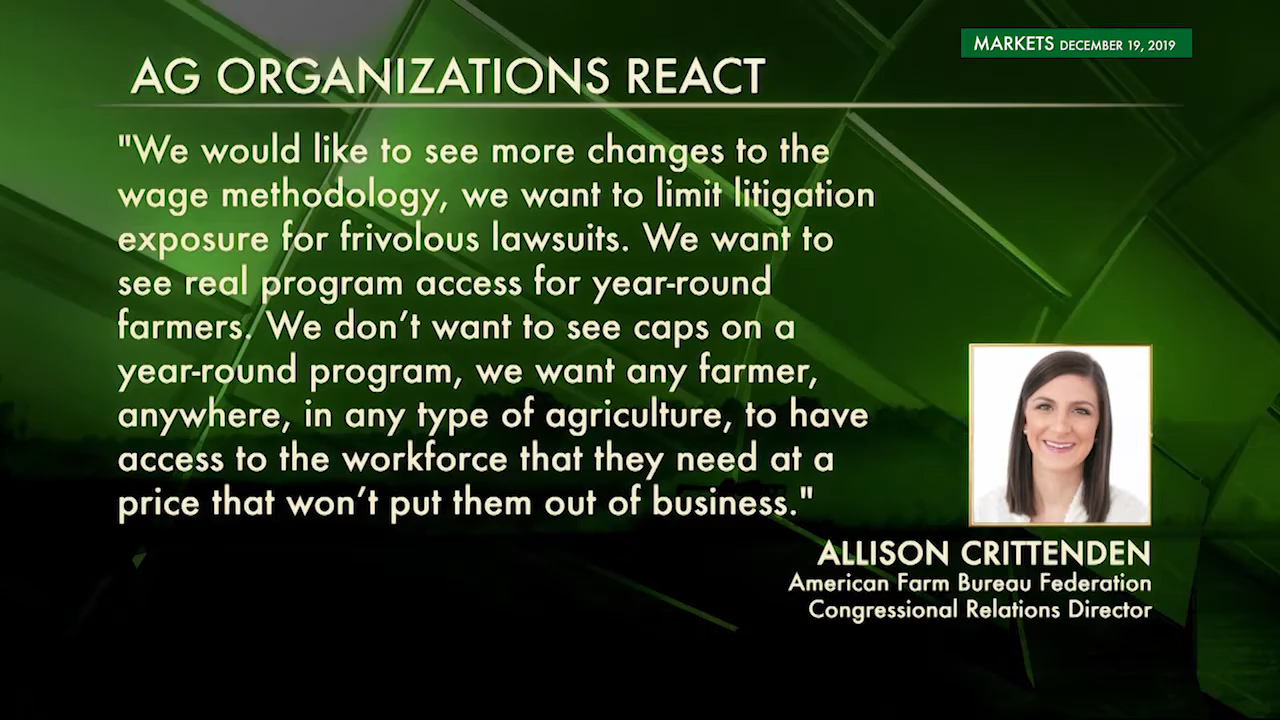 MARKETS DECEMBER 19, 2019
AG ORGANIZATIONS REACT
"We would like to see more changes to the
wage methodology, we want to limit litigation
exposure for frivolous lawsuits. We want to
see real program access for year-round
farmers. We don’t want to see caps on a
year-round program, we want any farmer,
anywhere, in any type of agriculture, to have
access to the workforce that they need at a
price that won’t put them out of business."
ALLISON CRITTENDEN
American Farm Bureau Federation
Congressional Relations Director